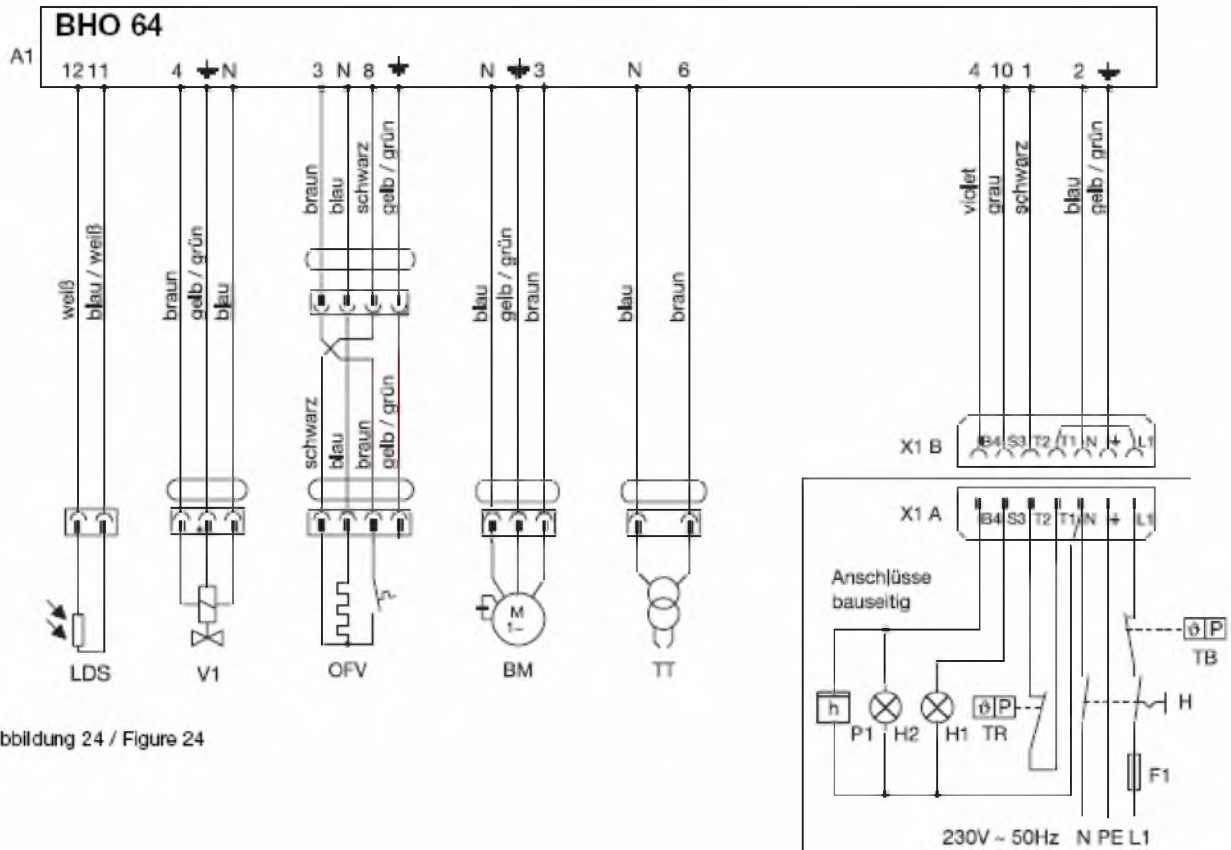 BHO 64
A1
12 11 4 N 3 N 8 N 3 N 6 4 10 1 2
weiß
blau / weiß
braun
gelb / grün
blau
braun
blau
schwarz
gelb / grün
schwarz
blau
braun
gelb / grün
blau
gelb / grün
braun
blau
braun
violet
grau
schwarz
blau
gelb / grün
X1 B
B4 S3 T2 T1 N L1
X1 A
B4 S3 T2 T1 N L1
Anschlüsse
bauseitig
M
1~
LDS V1 OFV BM TT
ϑ P
TB
h
P1 H2 H1
ϑ P
TR
H
F1
bbildung 24 / Figure 24
230V ~ 50Hz N PE L1